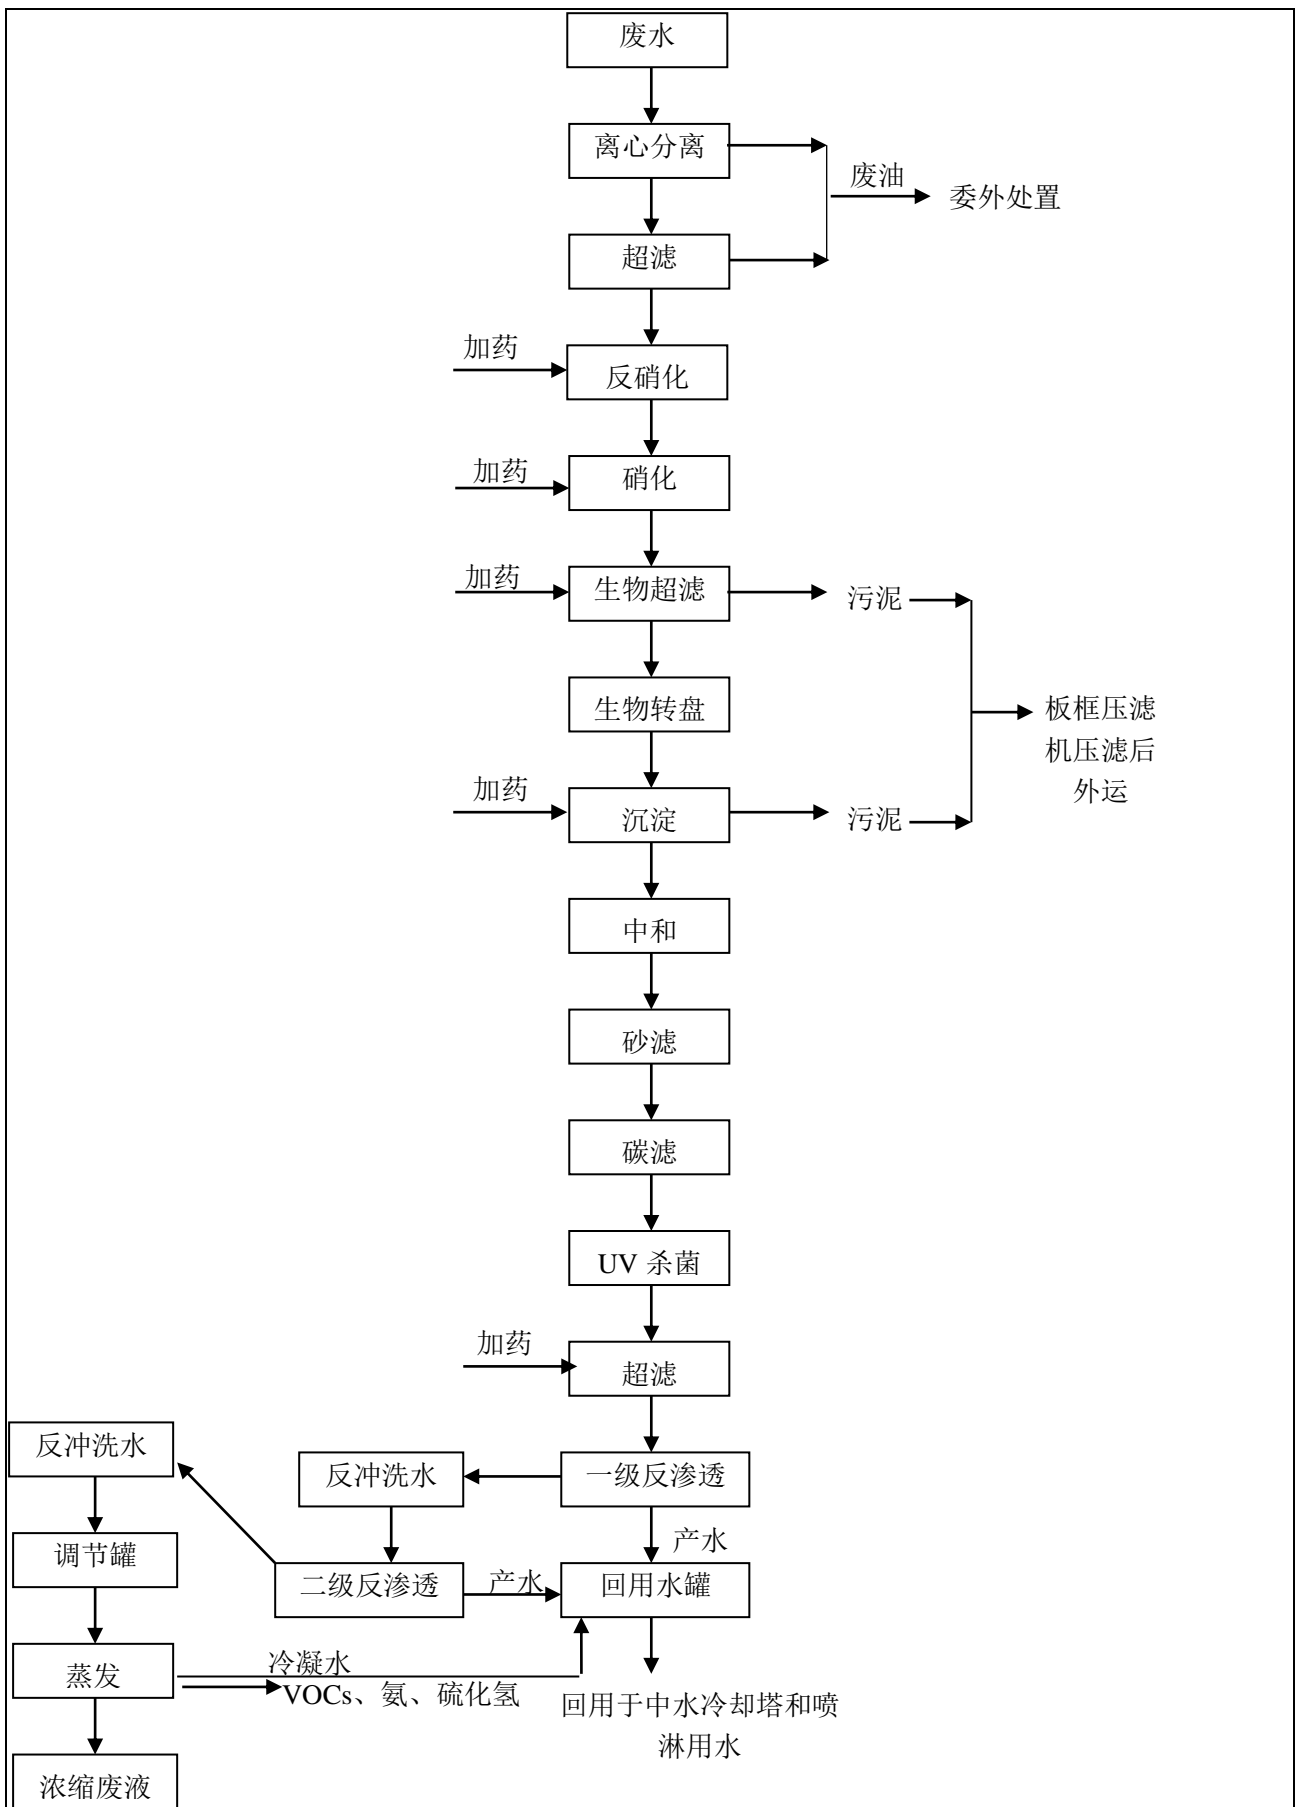 废水
离心分离
废油
委外处置
超滤
加药
反硝化
加药
硝化
加药
生物超滤
污泥
生物转盘
板框压滤
机压滤后
外运
加药
沉淀
污泥
中和
砂滤
碳滤
UV 杀菌
加药
超滤
反冲洗水
反冲洗水
一级反渗透
产水
调节罐
二级反渗透
产水
回用水罐
蒸发
冷凝水
VOCs、氨、硫化氢
回用于中水冷却塔和喷
淋用水
浓缩废液